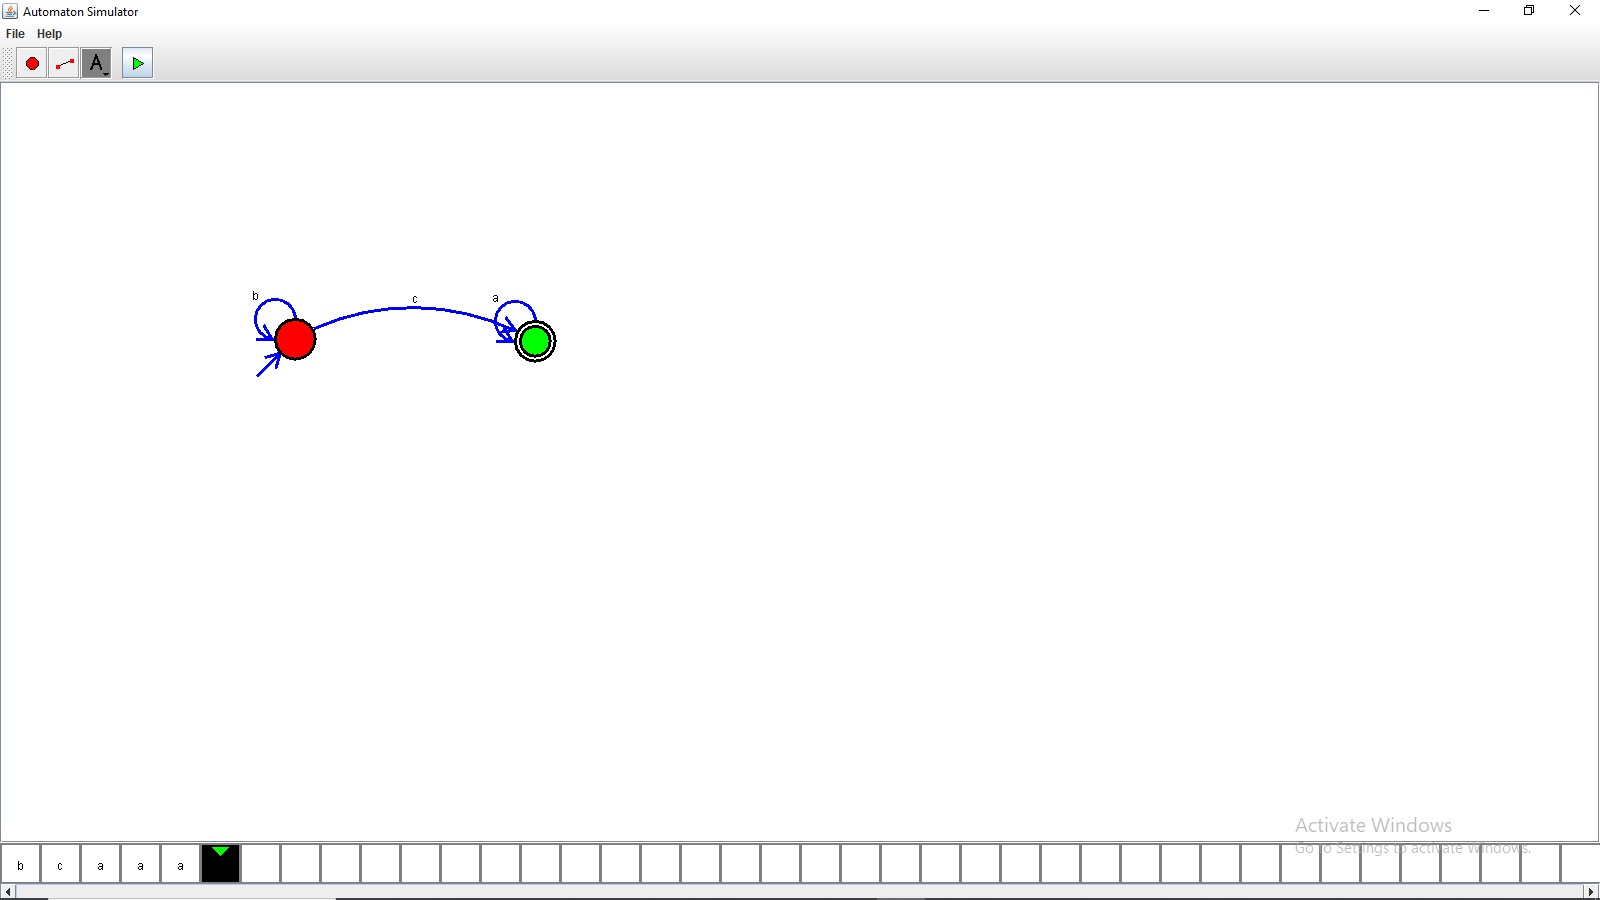 Automaton Simulator
File Help
A
b
c
a
Activate Windows
Go to Settings to activate Windows.
b c a a a